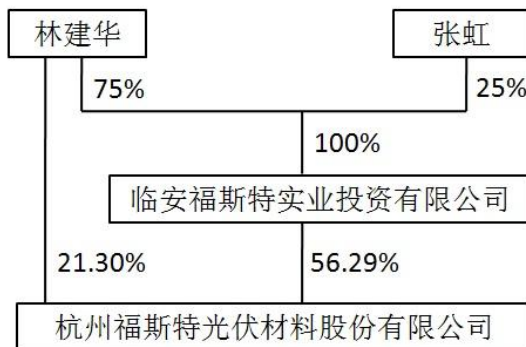 林建华 张虹
75% 25%
100%
临安福斯特实业投资有限公司
21.30% 56.29%
杭州福斯特光伏材料股份有限公司